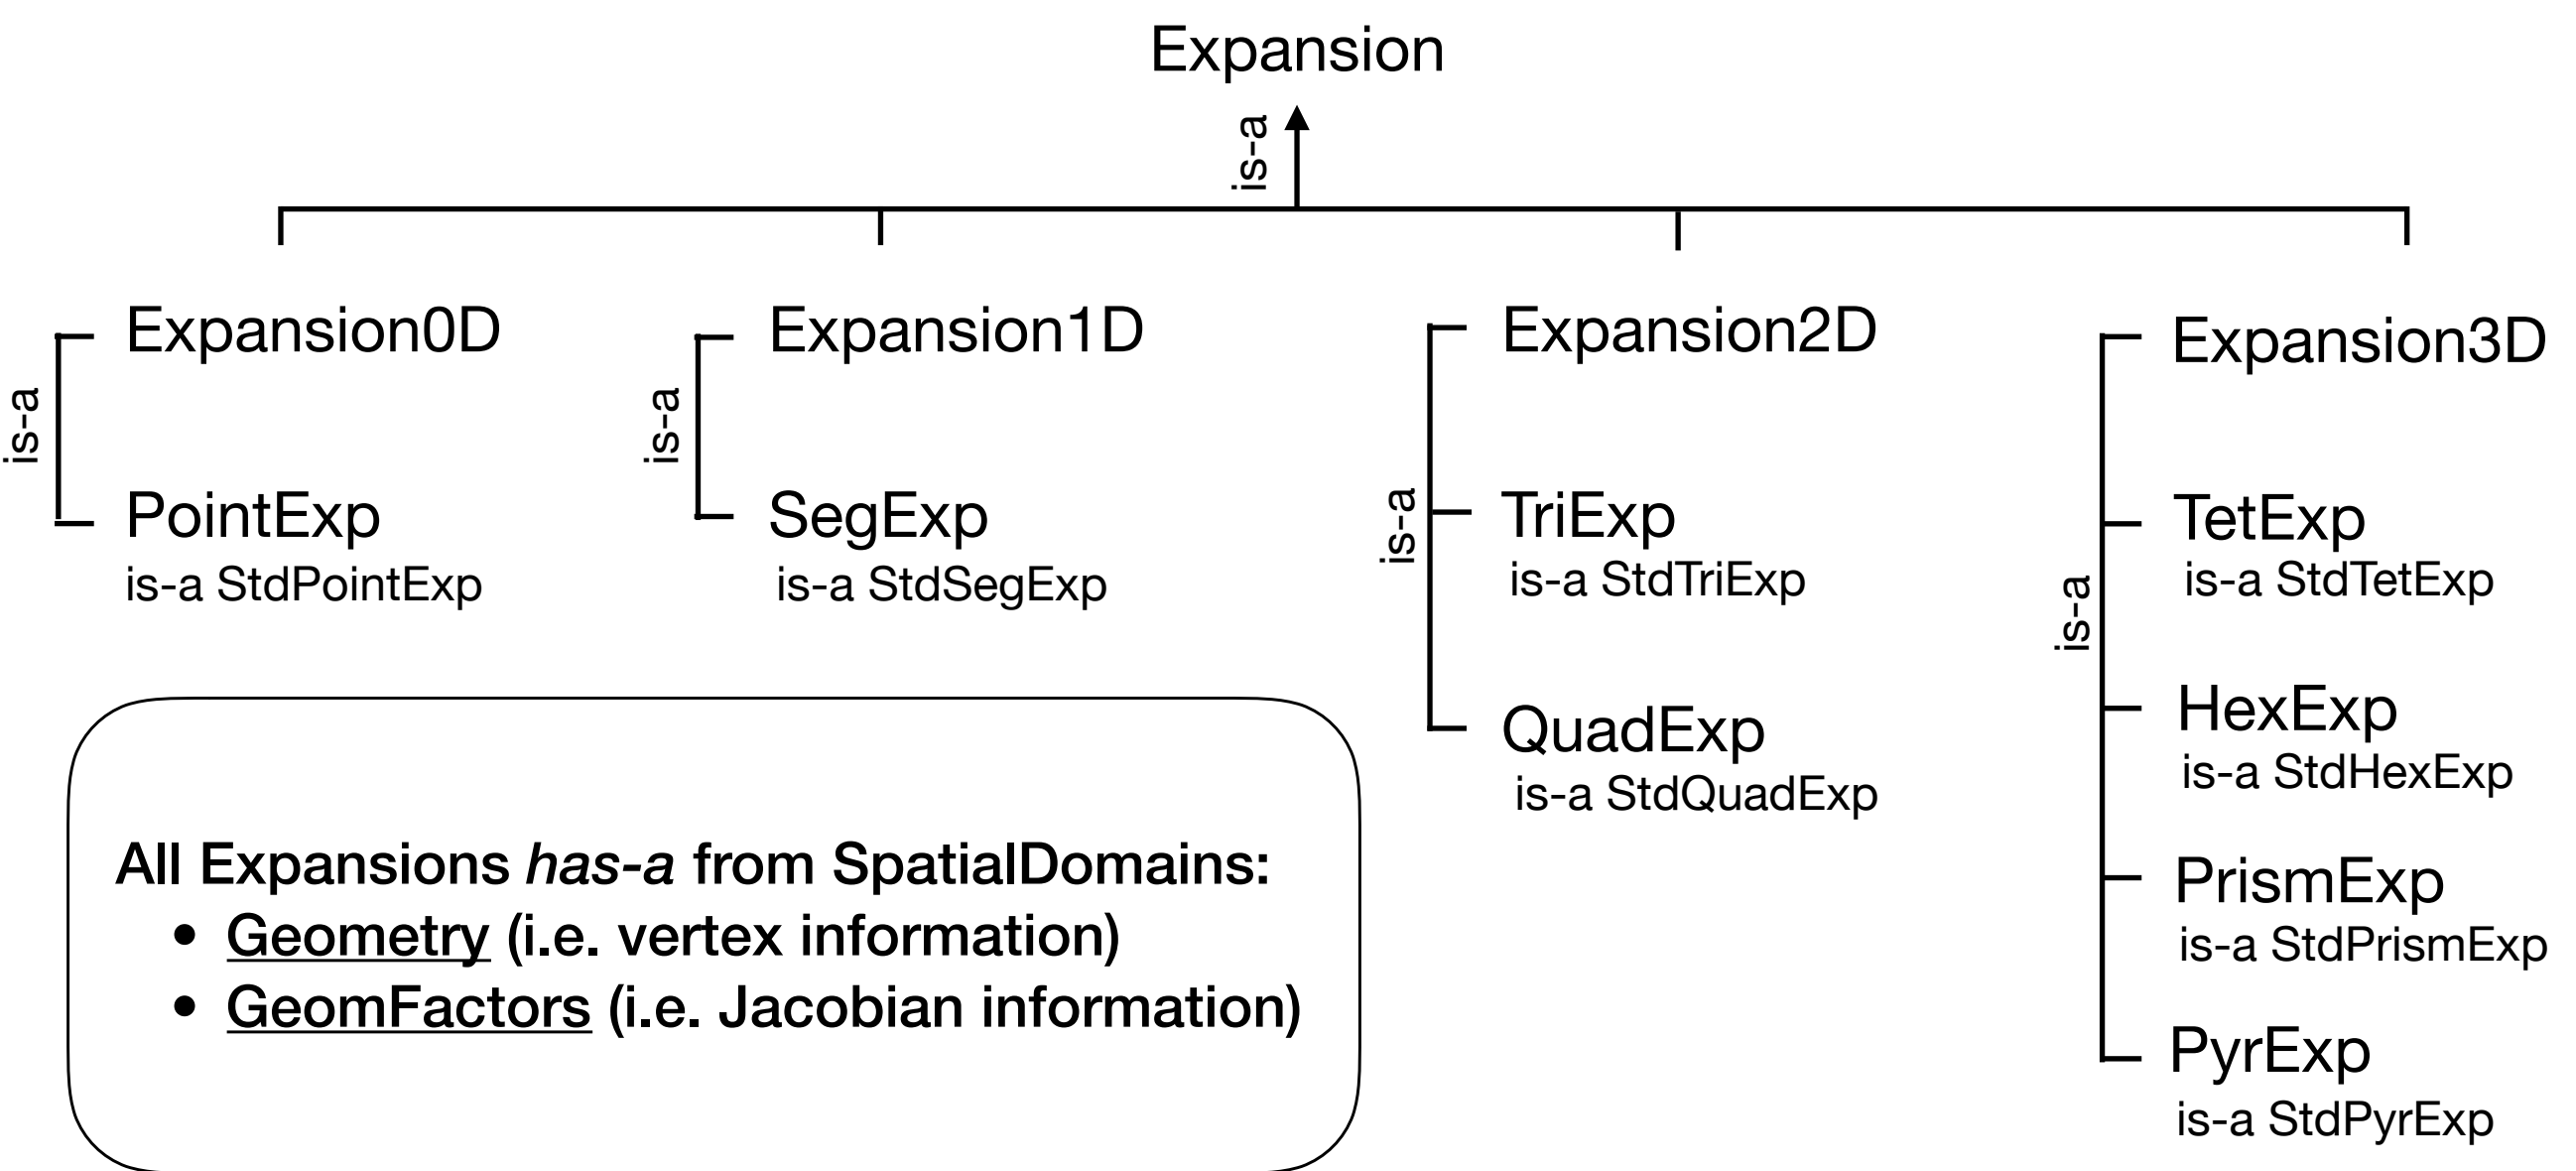 Expansion
is-a
Expansion0D
is-a
PointExp
is-a StdPointExp
Expansion1D
is-a
SegExp
is-a StdSegExp
Expansion2D
is-a
TriExp
is-a StdTriExp
QuadExp
is-a StdQuadExp
Expansion3D
is-a
TetExp
is-a StdTetExp
HexExp
is-a StdHexExp
PrismExp
is-a StdPrismExp
PyrExp
is-a StdPyrExp
All Expansions has-a from SpatialDomains:
• Geometry (i.e. vertex information)
• GeomFactors (i.e. Jacobian information)